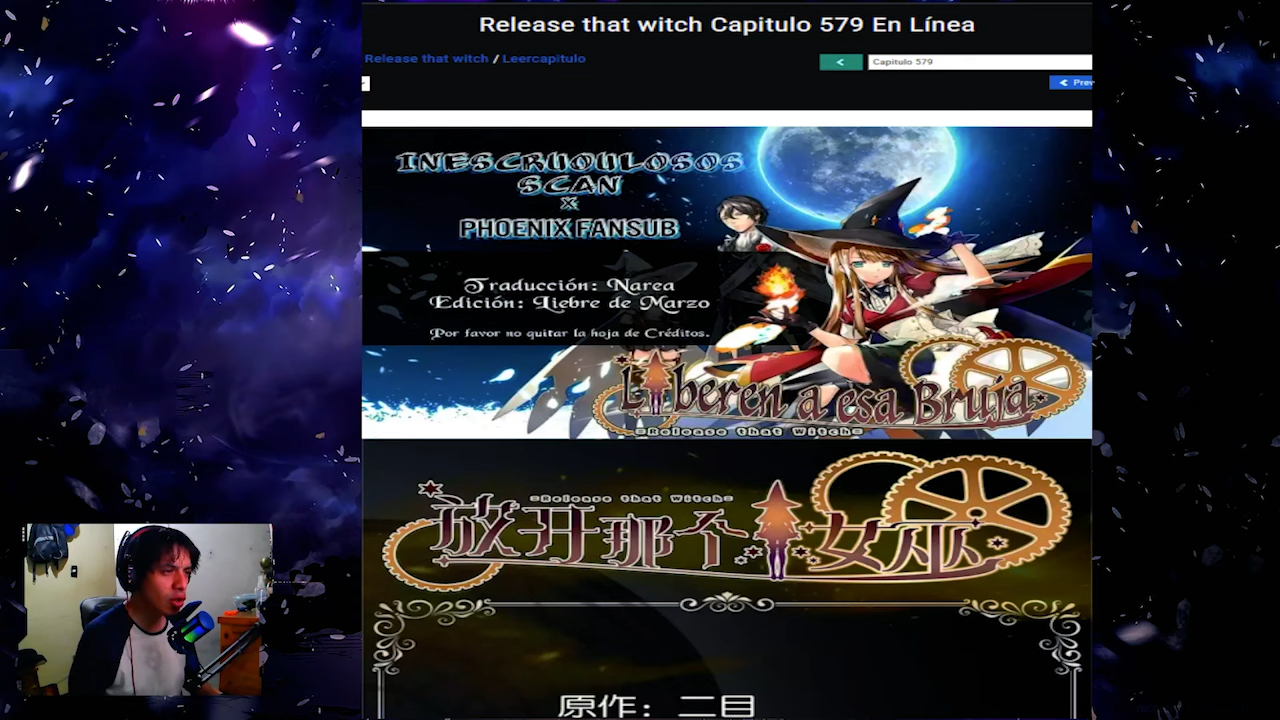 Release that witch Capitulo 579 En Línea
Release that witch / Leercapitulo
Capitulo 579
Prev
INESCRUOULOSOS
SCAN
X
PHOENIX FANSUB
Traducción: Narea
Edición: Liebre de Marzo
Por favor no quitar la hoja de Créditos.
Liberen a esa Bruja
=Release that Witch=
=Release that Witch=
放开那个女巫
原作：二目